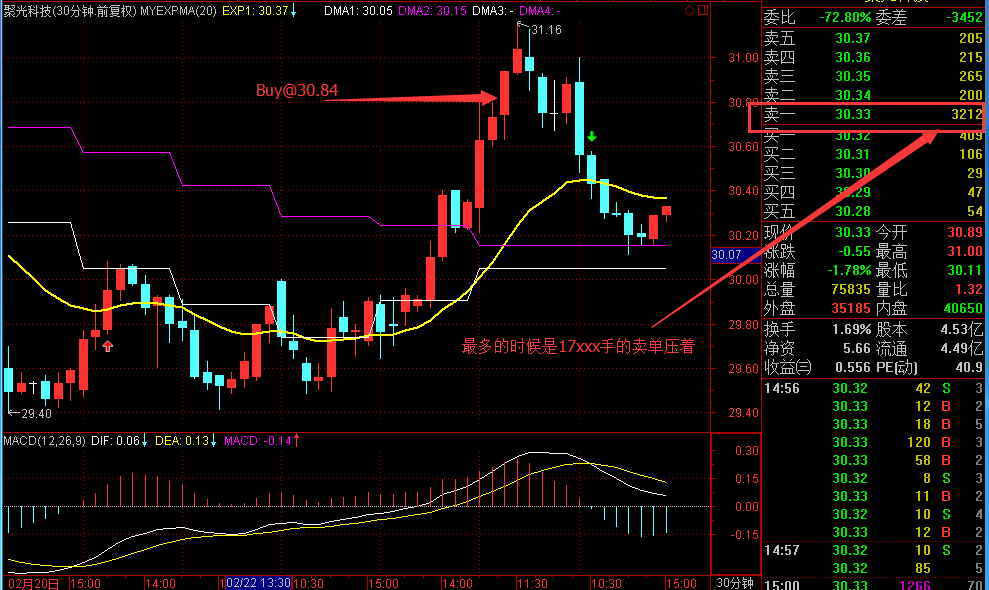 聚光科技(30分钟.前复权) MYEXPMA(20) EXP1: 30.37↓ DMA1: 30.05 DMA2: 30.15 DMA3: - DMA4: -
31.16
Buy@30.84
31.00
30.80
30.60
30.40
30.20
30.07
30.00
29.80
29.60
29.40
最多的时候是17xxx手的卖单压着
←29.40
MACD(12,26,9) DIF: 0.06↓ DEA: 0.13↓ MACD: -0.14↑
0.30
0.15
0.00
-0.15
02月20日 15:00 14:00 02/22 13:30 10:30 15:00 14:00 11:30 10:30 15:00 30分钟
委比 -72.80% 委差 -3452
卖五 30.37 205
卖四 30.36 215
卖三 30.35 265
卖二 30.34 200
卖一 30.33 3212
买一 30.32 409
买二 30.31 106
买三 30.30 29
买四 30.29 47
买五 30.28 54
现价 30.33 今开 30.89
涨跌 -0.55 最高 31.00
涨幅 -1.78% 最低 30.11
总量 75835 量比 1.32
外盘 35185 内盘 40650
换手 1.69% 股本 4.53亿
净资 5.66 流通 4.49亿
收益㈢ 0.556 PE(动) 40.9
14:56 30.32 42 S 3
30.33 12 B 2
30.33 18 B 5
30.33 120 B 3
30.33 58 B 2
30.32 8 S 3
30.33 11 B 2
30.32 10 S 4
30.33 12 B 2
14:57 30.32 10 S 2
30.32 85 5
15:00 30.33 1266 70